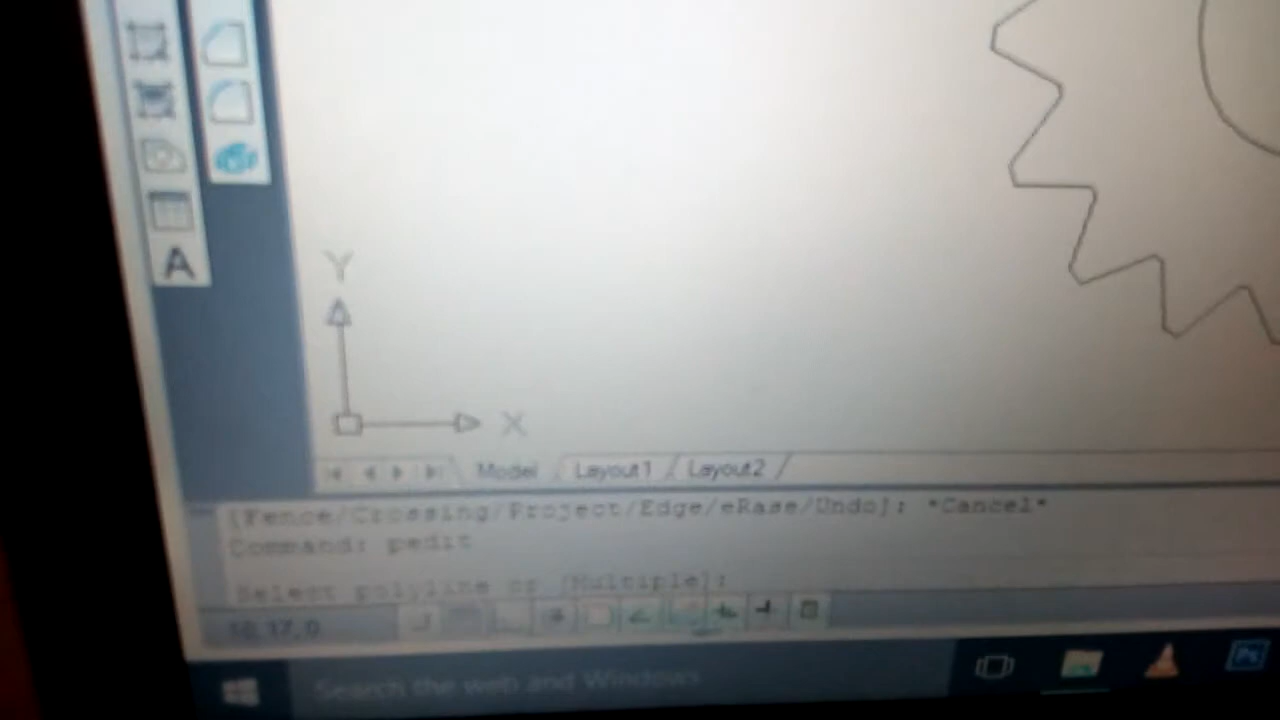 A
Y
X
Model Layout1 Layout2
[Fence/Crossing/Project/Edge/eRase/Undo]: *Cancel*
Command: pedit
Select polyline or [Multiple]:
Search the web and Windows
Ps